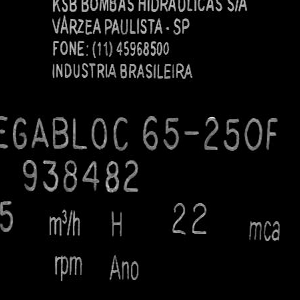 KSB BOMBAS HIDRÁULICAS S/A
VÁRZEA PAULISTA - SP
FONE: (11) 45968500
INDUSTRIA BRASILEIRA
EGABLOC 65-250F
938482
5 m³/h H 22 mca
rpm Ano